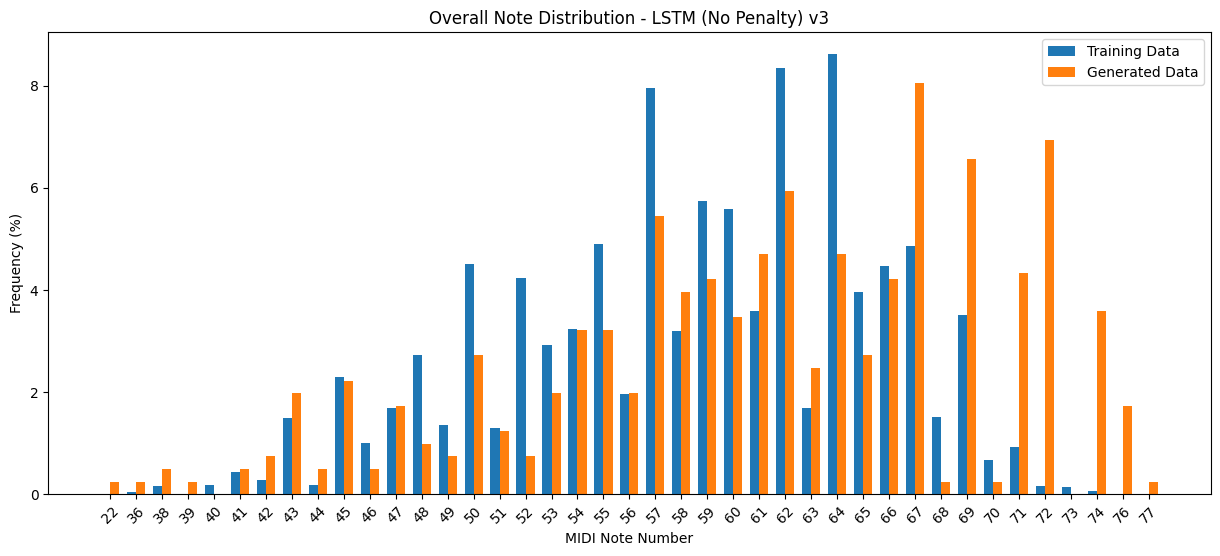 Overall Note Distribution - LSTM (No Penalty) v3
Training Data
Generated Data
Frequency (%)
8
6
4
2
0
22 36 38 39 40 41 42 43 44 45 46 47 48 49 50 51 52 53 54 55 56 57 58 59 60 61 62 63 64 65 66 67 68 69 70 71 72 73 74 76 77
MIDI Note Number